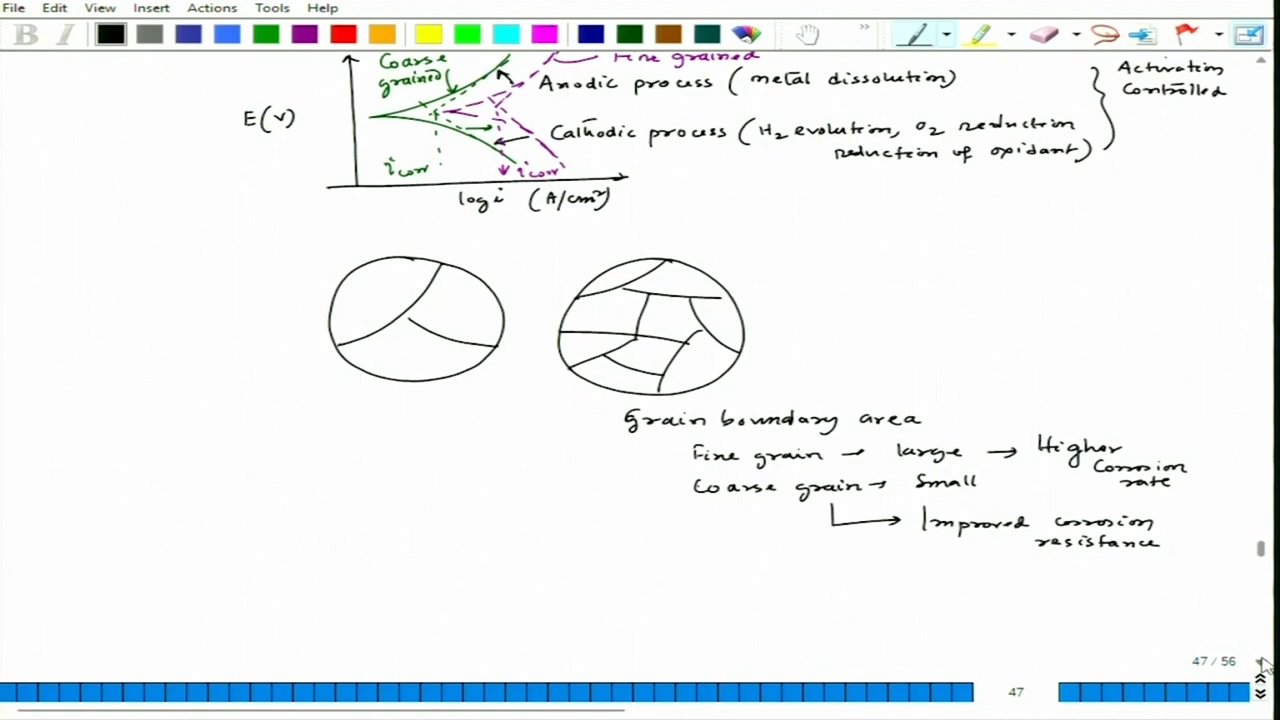 File Edit View Insert Actions Tools Help
B I
Coarse
grained
Fine grained
Anodic process (metal dissolution)
Activation
Controlled
E(V)
Cathodic process (H2 evolution, O2 reduction
reduction of oxidant)
icorr
icorr
log i (A/cm2)
Grain boundary area
Fine grain → large → Higher
Corrosion
rate
Coarse grain → Small
Improved corrosion
resistance
47 / 56
47